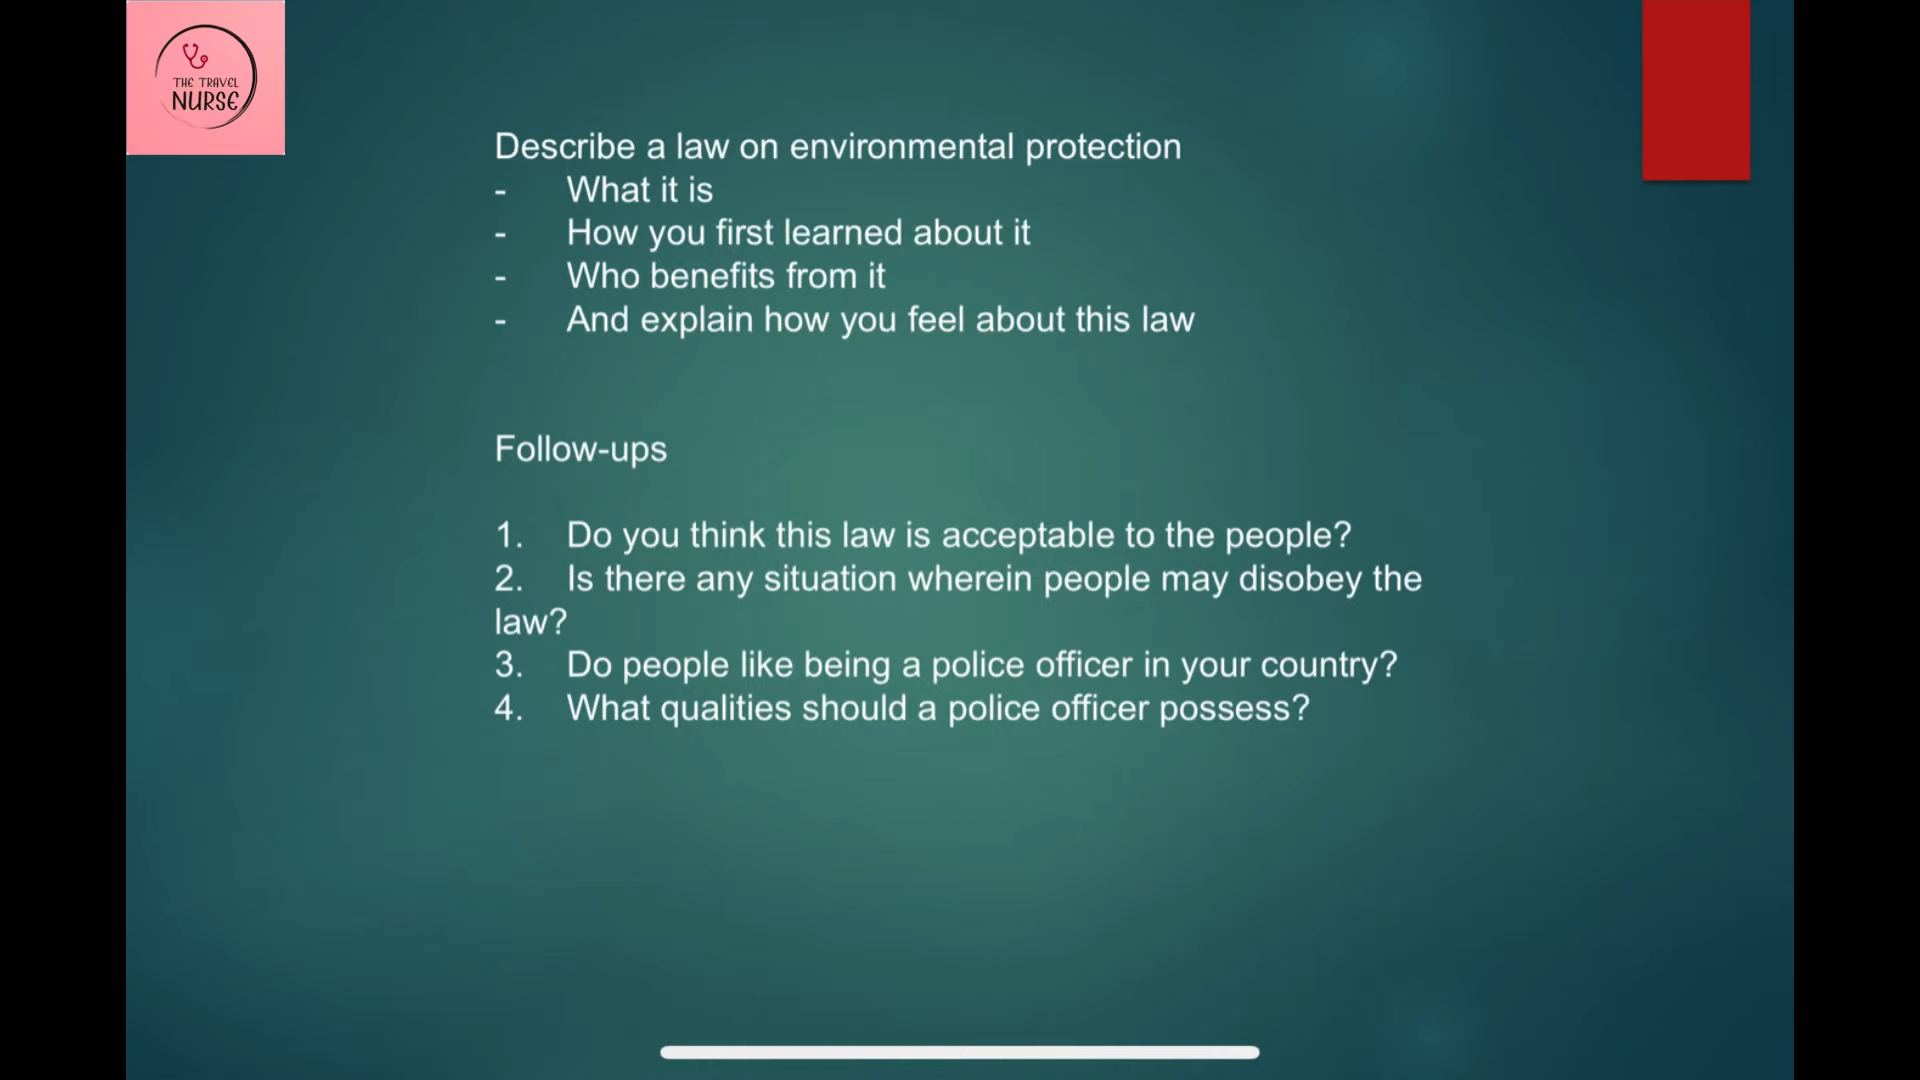 THE TRAVEL
NURSE
Describe a law on environmental protection
- What it is
- How you first learned about it
- Who benefits from it
- And explain how you feel about this law
Follow-ups
1. Do you think this law is acceptable to the people?
2. Is there any situation wherein people may disobey the
law?
3. Do people like being a police officer in your country?
4. What qualities should a police officer possess?